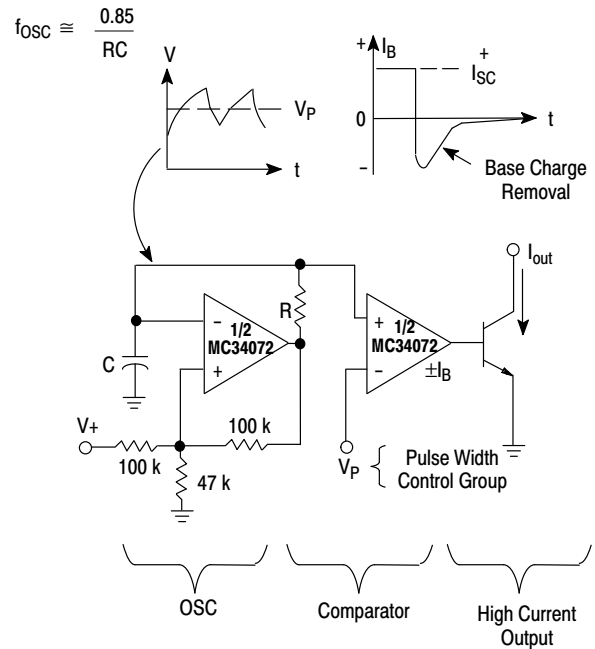 fOSC ≅ 0.85
RC
V
VP
t
+ IB
+
ISC
0
t
–
Base Charge
Removal
Iout
R
–
1/2
MC34072
+
+
1/2
MC34072
–
±IB
C
V+
100 k
100 k
47 k
VP { Pulse Width
Control Group
OSC
Comparator
High Current
Output